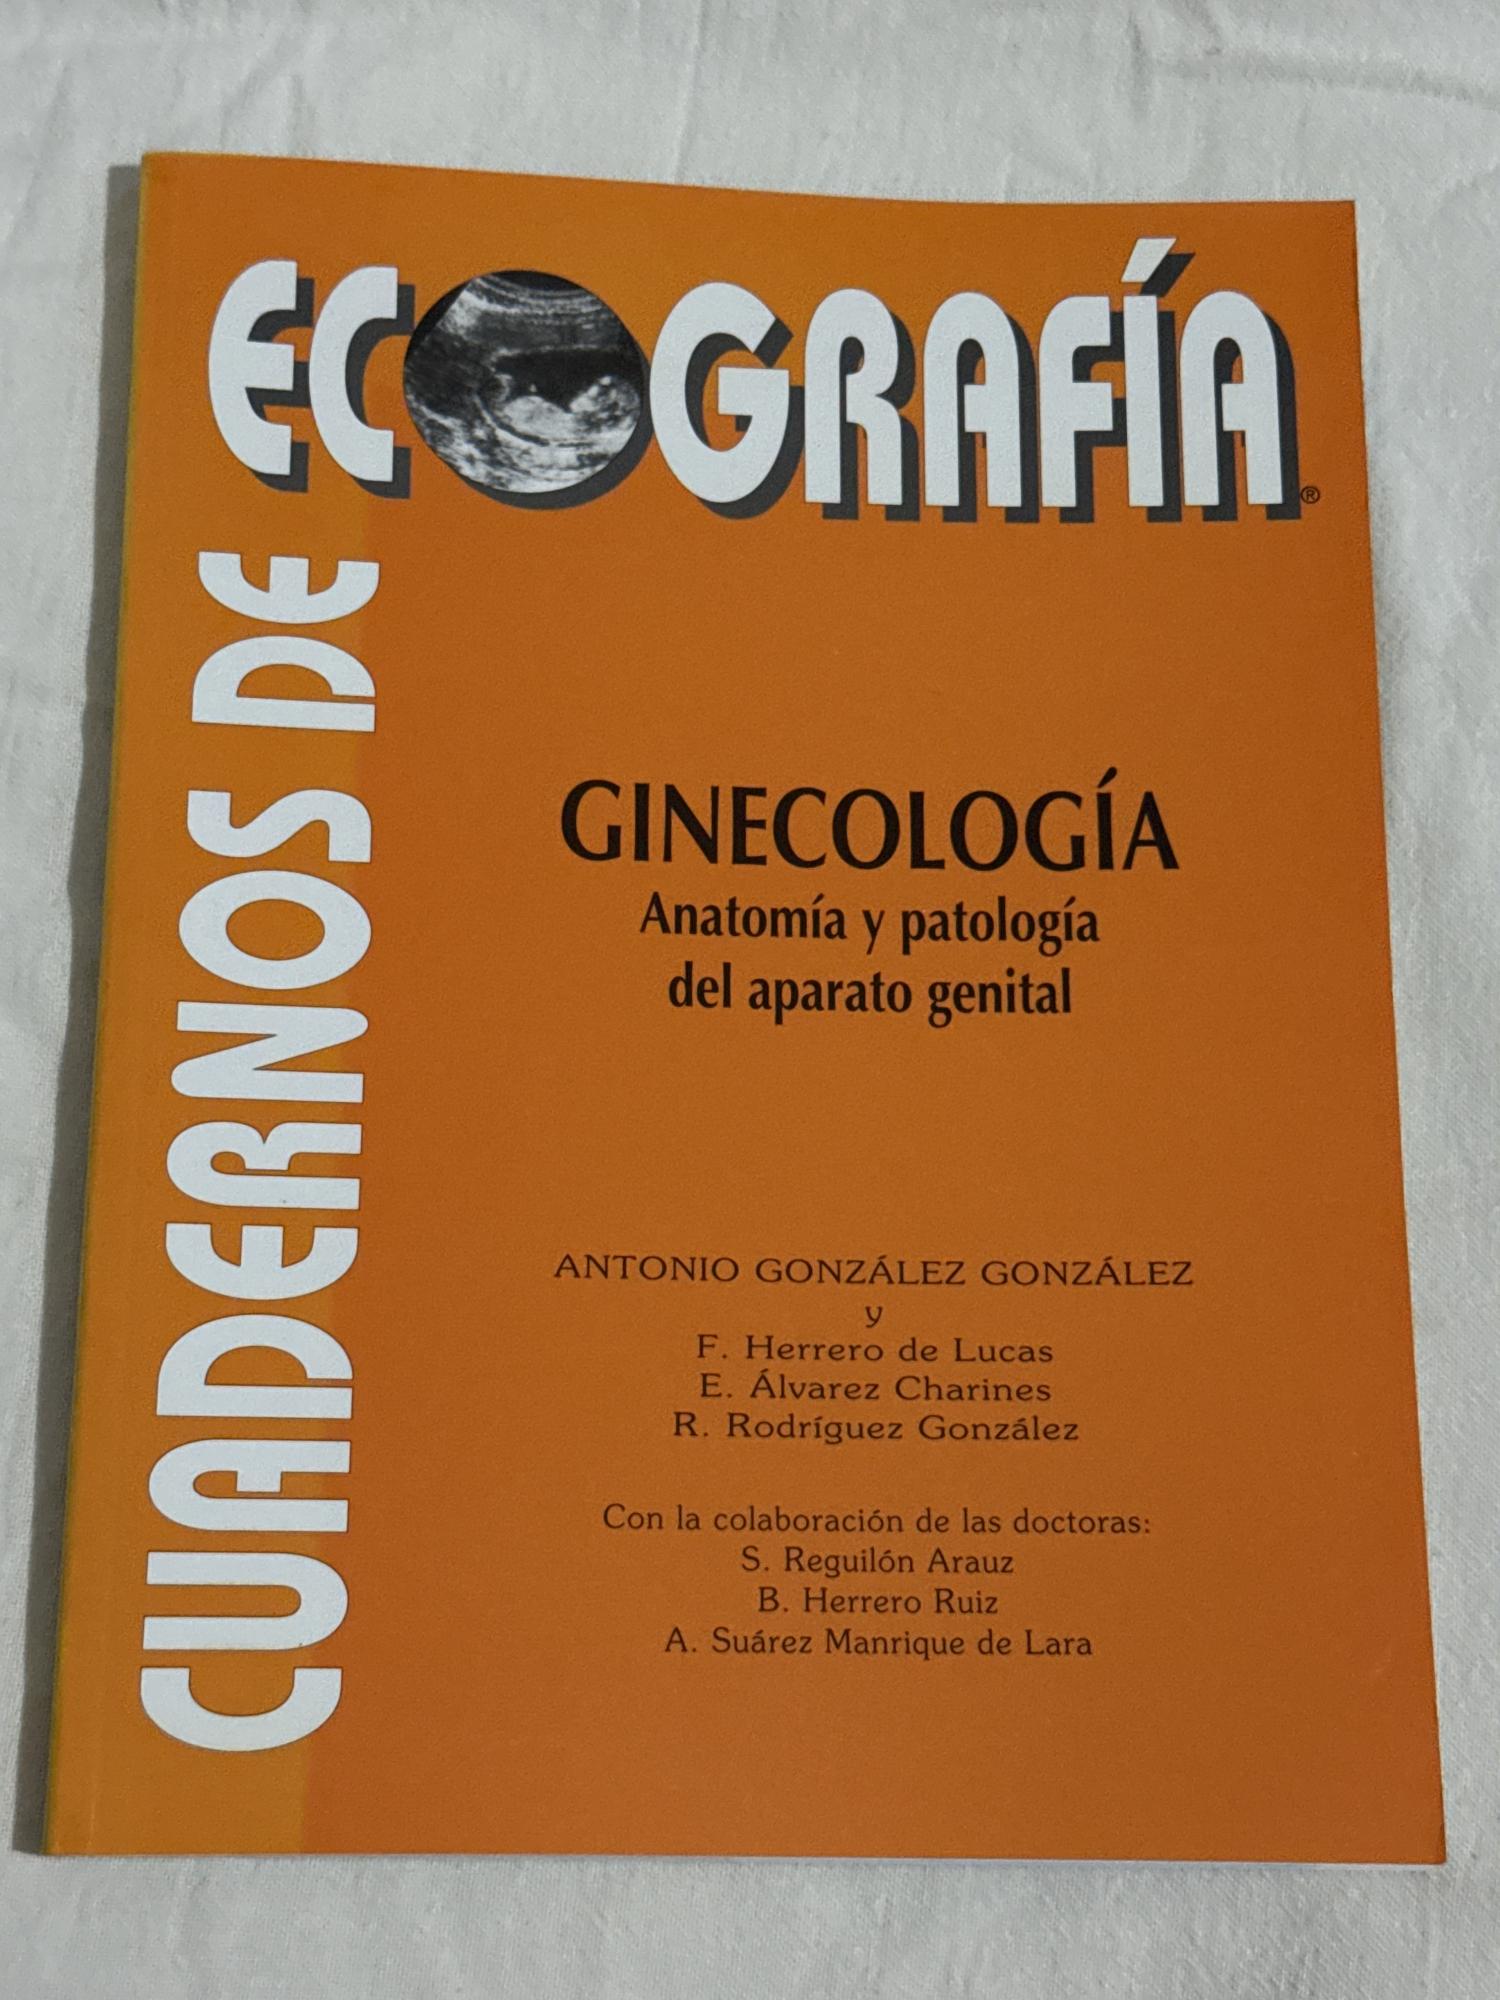 ECOGRAFÍA®
CUADERNOS DE
GINECOLOGÍA
Anatomía y patología
del aparato genital
ANTONIO GONZÁLEZ GONZÁLEZ
y
F. Herrero de Lucas
E. Álvarez Charines
R. Rodríguez González
Con la colaboración de las doctoras:
S. Reguilón Arauz
B. Herrero Ruiz
A. Suárez Manrique de Lara